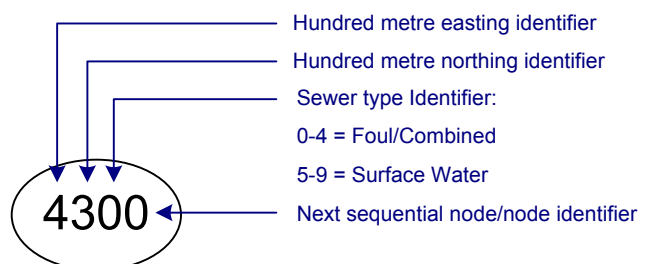 Hundred metre easting identifier
Hundred metre northing identifier
Sewer type Identifier:
0-4 = Foul/Combined
5-9 = Surface Water
4300
Next sequential node/node identifier